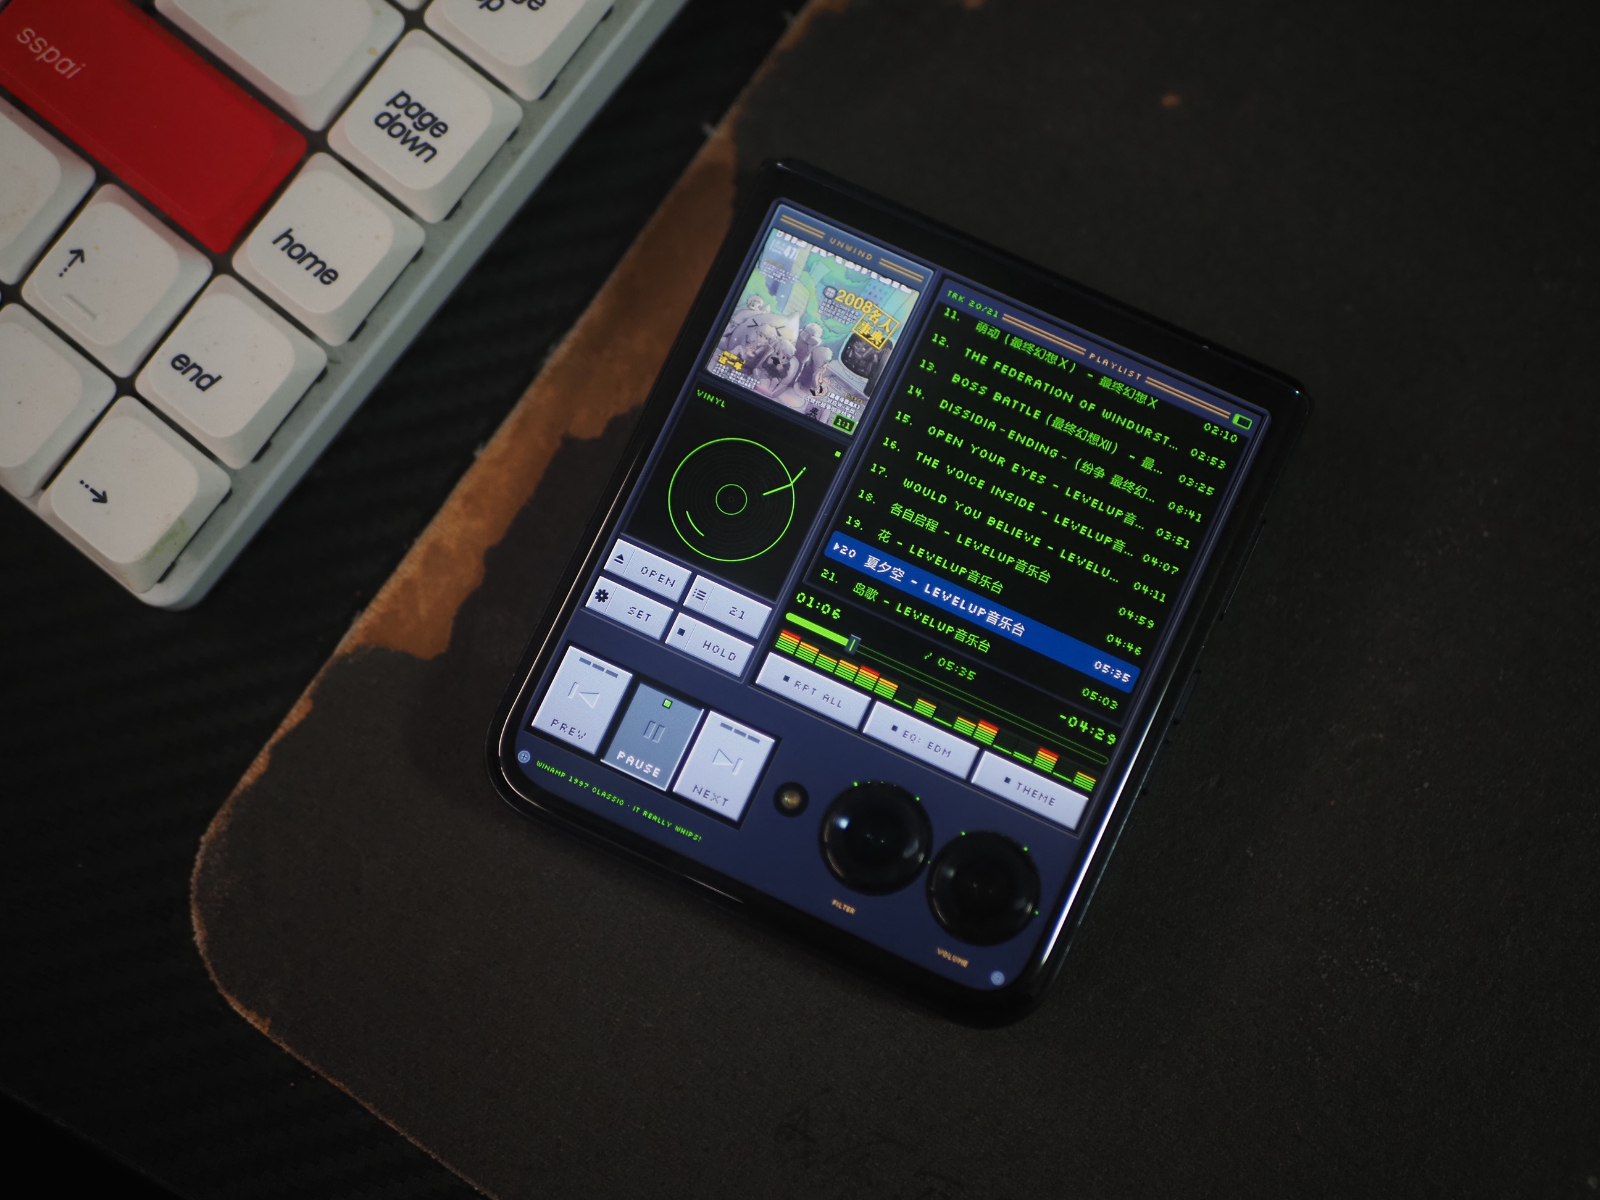 sspai
page
down
home
end
UNWIND
2008名人
事典
这一年
1:1
VINYL
OPEN
21
SET
HOLD
TRK 20/21
PLAYLIST
11. 萌动 (最终幻想X) - 最终幻想X 02:10
12. THE FEDERATION OF WINDURST... 02:53
13. BOSS BATTLE (最终幻想XII) - 最... 03:25
14. DISSIDIA-ENDING- (纷争 最终幻... 08:41
15. OPEN YOUR EYES - LEVELUP音... 03:51
16. THE VOICE INSIDE - LEVELUP音... 04:07
17. WOULD YOU BELIEVE - LEVELU... 04:11
18. 各自启程 - LEVELUP音乐台 04:59
19. 花 - LEVELUP音乐台 04:46
20 夏夕空 - LEVELUP音乐台 05:35
21. 岛歌 - LEVELUP音乐台 05:03
01:06 / 05:35 -04:29
RPT ALL
EQ: EDM
THEME
PREV
PAUSE
NEXT
WINAMP 1997 CLASSIC · IT REALLY WHIPS!
FILTER
VOLUME